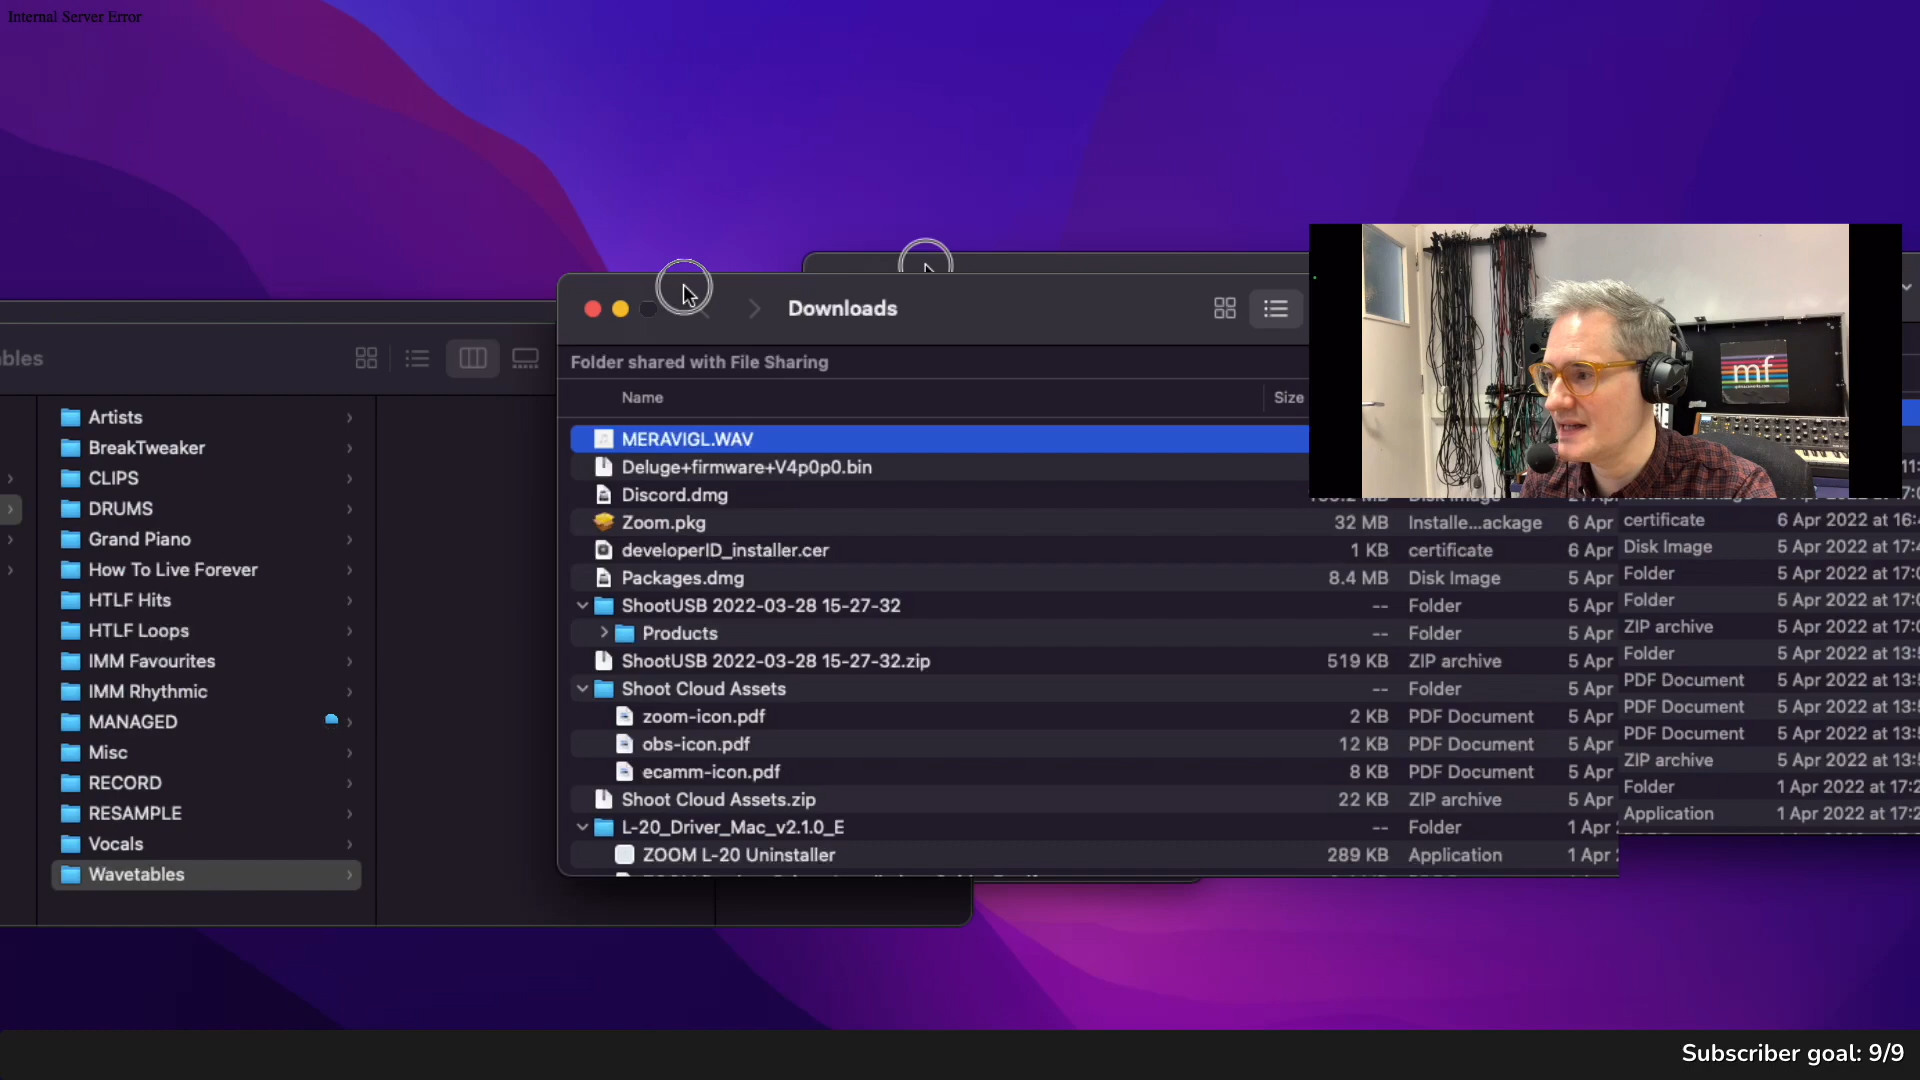 Internal Server Error
Downloads
bles
Folder shared with File Sharing
Name
Size
Artists
BreakTweaker
CLIPS
DRUMS
Grand Piano
How To Live Forever
HTLF Hits
HTLF Loops
IMM Favourites
IMM Rhythmic
MANAGED
Misc
RECORD
RESAMPLE
Vocals
Wavetables
MERAVIGL.WAV
Deluge+firmware+V4p0p0.bin
Discord.dmg
Zoom.pkg 32 MB Installe...ackage 6 Apr
developerID_installer.cer 1 KB certificate 6 Apr
Packages.dmg 8.4 MB Disk Image 5 Apr
ShootUSB 2022-03-28 15-27-32 -- Folder 5 Apr
Products -- Folder 5 Apr
ShootUSB 2022-03-28 15-27-32.zip 519 KB ZIP archive 5 Apr
Shoot Cloud Assets -- Folder 5 Apr
zoom-icon.pdf 2 KB PDF Document 5 Apr
obs-icon.pdf 12 KB PDF Document 5 Apr
ecamm-icon.pdf 8 KB PDF Document 5 Apr
Shoot Cloud Assets.zip 22 KB ZIP archive 5 Apr
L-20_Driver_Mac_v2.1.0_E -- Folder 1 Apr
ZOOM L-20 Uninstaller 289 KB Application 1 Apr
mf
certificate 6 Apr 2022 at 16:
Disk Image 5 Apr 2022 at 17:
Folder 5 Apr 2022 at 17:
Folder 5 Apr 2022 at 17:
ZIP archive 5 Apr 2022 at 17:
Folder 5 Apr 2022 at 13:
PDF Document 5 Apr 2022 at 13:
PDF Document 5 Apr 2022 at 13:
PDF Document 5 Apr 2022 at 13:
ZIP archive 5 Apr 2022 at 13:
Folder 1 Apr 2022 at 17:
Application 1 Apr 2022 at 17:
Subscriber goal: 9/9